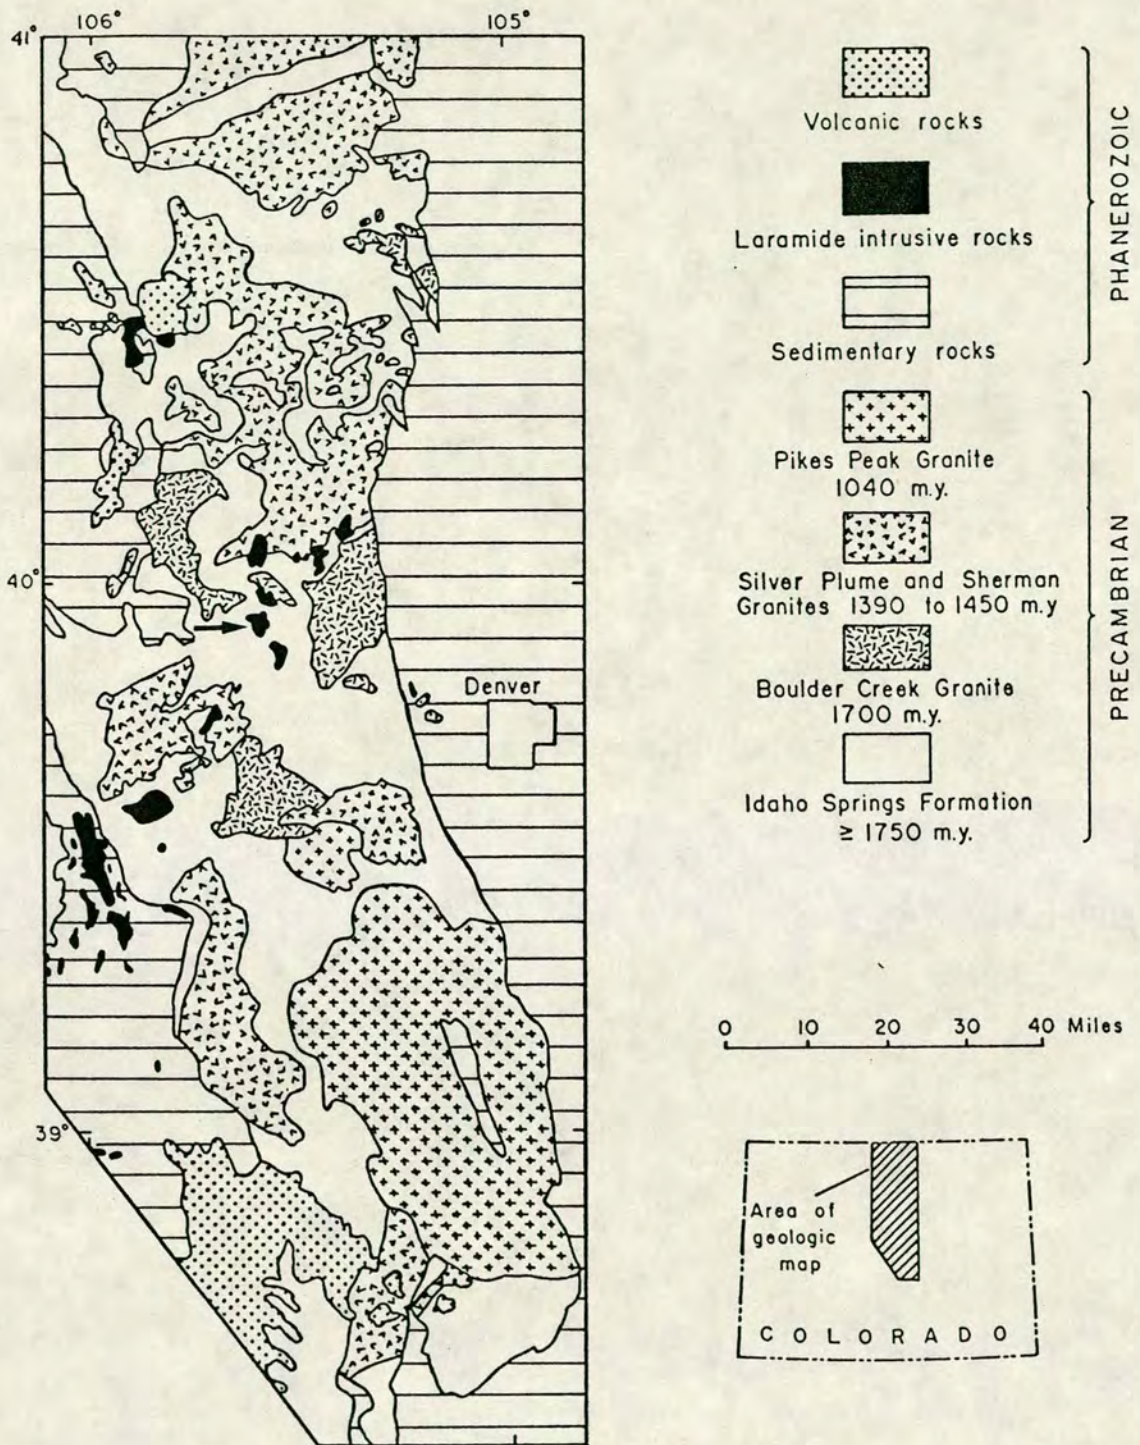 106°
105°
41°
40°
39°
Denver
Volcanic rocks
Laramide intrusive rocks
Sedimentary rocks
PHANEROZOIC
Pikes Peak Granite
1040 m.y.
Silver Plume and Sherman
Granites 1390 to 1450 m.y
Boulder Creek Granite
1700 m.y.
Idaho Springs Formation
≥ 1750 m.y.
PRECAMBRIAN
0 10 20 30 40 Miles
Area of
geologic
map
COLORADO